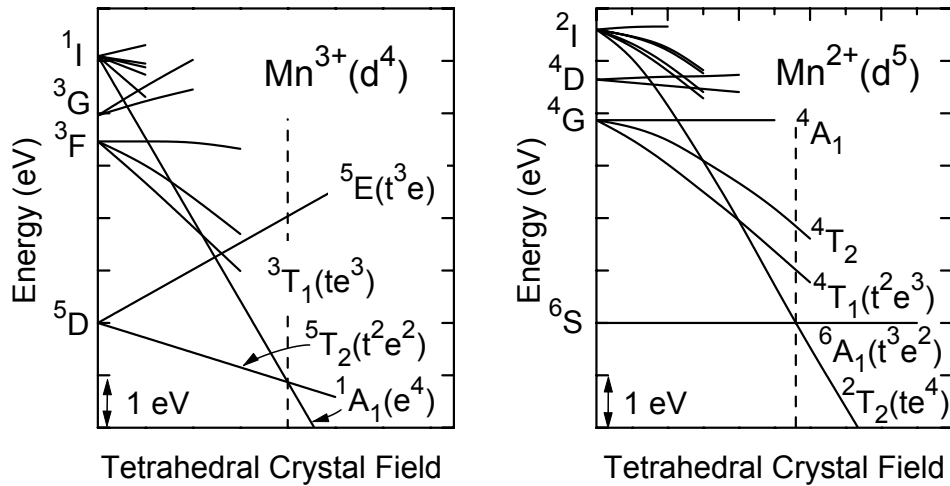 Energy (eV)
¹I
³G
³F
⁵D
Mn³⁺(d⁴)
⁵E(t³e)
³T₁(te³)
⁵T₂(t²e²)
¹A₁(e⁴)
1 eV
Tetrahedral Crystal Field
Energy (eV)
²I
⁴D
⁴G
⁶S
Mn²⁺(d⁵)
⁴A₁
⁴T₂
⁴T₁(t²e³)
⁶A₁(t³e²)
²T₂(te⁴)
1 eV
Tetrahedral Crystal Field